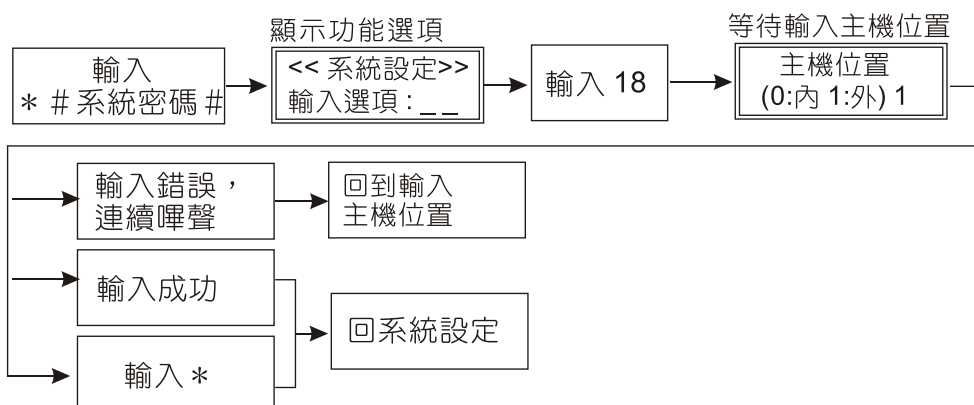 顯示功能選項
等待輸入主機位置
輸入
＊＃系統密碼＃
<< 系統設定>>
輸入選項：_ _
輸入 18
主機位置
(0:內 1:外) 1
輸入錯誤，
連續嗶聲
回到輸入
主機位置
輸入成功
回系統設定
輸入＊